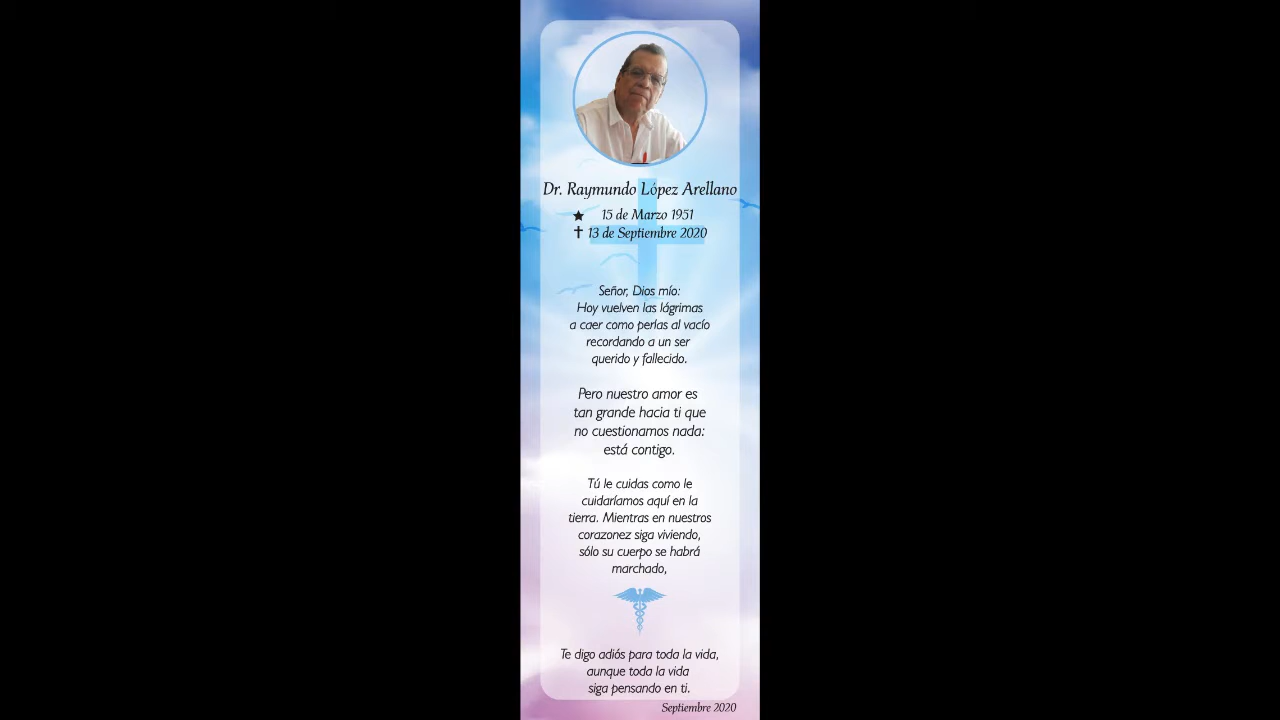 Dr. Raymundo López Arellano
15 de Marzo 1951
13 de Septiembre 2020
Señor, Dios mío:
Hoy vuelven las lágrimas
a caer como perlas al vacío
recordando a un ser
querido y fallecido.
Pero nuestro amor es
tan grande hacia ti que
no cuestionamos nada:
está contigo.
Tú le cuidas como le
cuidaríamos aquí en la
tierra. Mientras en nuestros
corazonez siga viviendo,
sólo su cuerpo se habrá
marchado,
Te digo adiós para toda la vida,
aunque toda la vida
siga pensando en ti.
Septiembre 2020